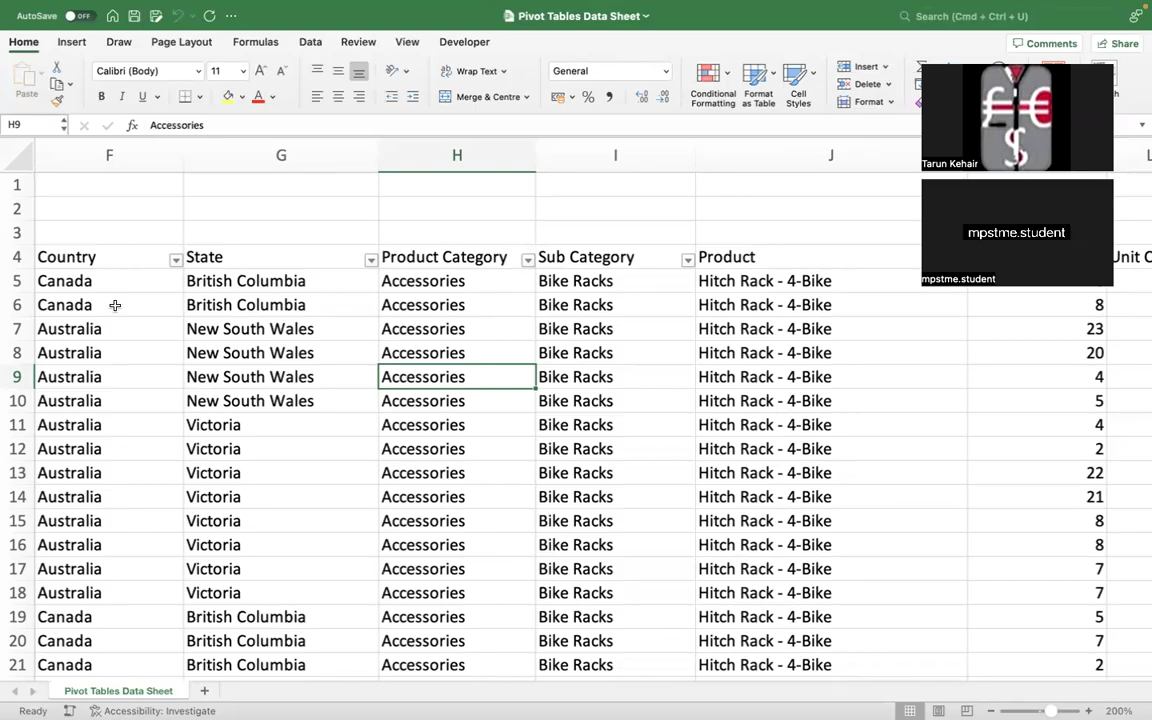 AutoSave OFF
Pivot Tables Data Sheet
Search (Cmd + Ctrl + U)
Home Insert Draw Page Layout Formulas Data Review View Developer
Comments Share
Paste
Calibri (Body) 11
B I U
Wrap Text
Merge & Centre
General
Conditional Formatting
Format as Table
Cell Styles
Insert
Delete
Format
H9 fx Accessories
Tarun Kehair
mpstme.student
mpstme.student
F G H I J
1
2
3
4 Country State Product Category Sub Category Product
5 Canada British Columbia Accessories Bike Racks Hitch Rack - 4-Bike
6 Canada British Columbia Accessories Bike Racks Hitch Rack - 4-Bike 8
7 Australia New South Wales Accessories Bike Racks Hitch Rack - 4-Bike 23
8 Australia New South Wales Accessories Bike Racks Hitch Rack - 4-Bike 20
9 Australia New South Wales Accessories Bike Racks Hitch Rack - 4-Bike 4
10 Australia New South Wales Accessories Bike Racks Hitch Rack - 4-Bike 5
11 Australia Victoria Accessories Bike Racks Hitch Rack - 4-Bike 4
12 Australia Victoria Accessories Bike Racks Hitch Rack - 4-Bike 2
13 Australia Victoria Accessories Bike Racks Hitch Rack - 4-Bike 22
14 Australia Victoria Accessories Bike Racks Hitch Rack - 4-Bike 21
15 Australia Victoria Accessories Bike Racks Hitch Rack - 4-Bike 8
16 Australia Victoria Accessories Bike Racks Hitch Rack - 4-Bike 8
17 Australia Victoria Accessories Bike Racks Hitch Rack - 4-Bike 7
18 Australia Victoria Accessories Bike Racks Hitch Rack - 4-Bike 7
19 Canada British Columbia Accessories Bike Racks Hitch Rack - 4-Bike 5
20 Canada British Columbia Accessories Bike Racks Hitch Rack - 4-Bike 7
21 Canada British Columbia Accessories Bike Racks Hitch Rack - 4-Bike 2
Pivot Tables Data Sheet
Ready Accessibility: Investigate 200%